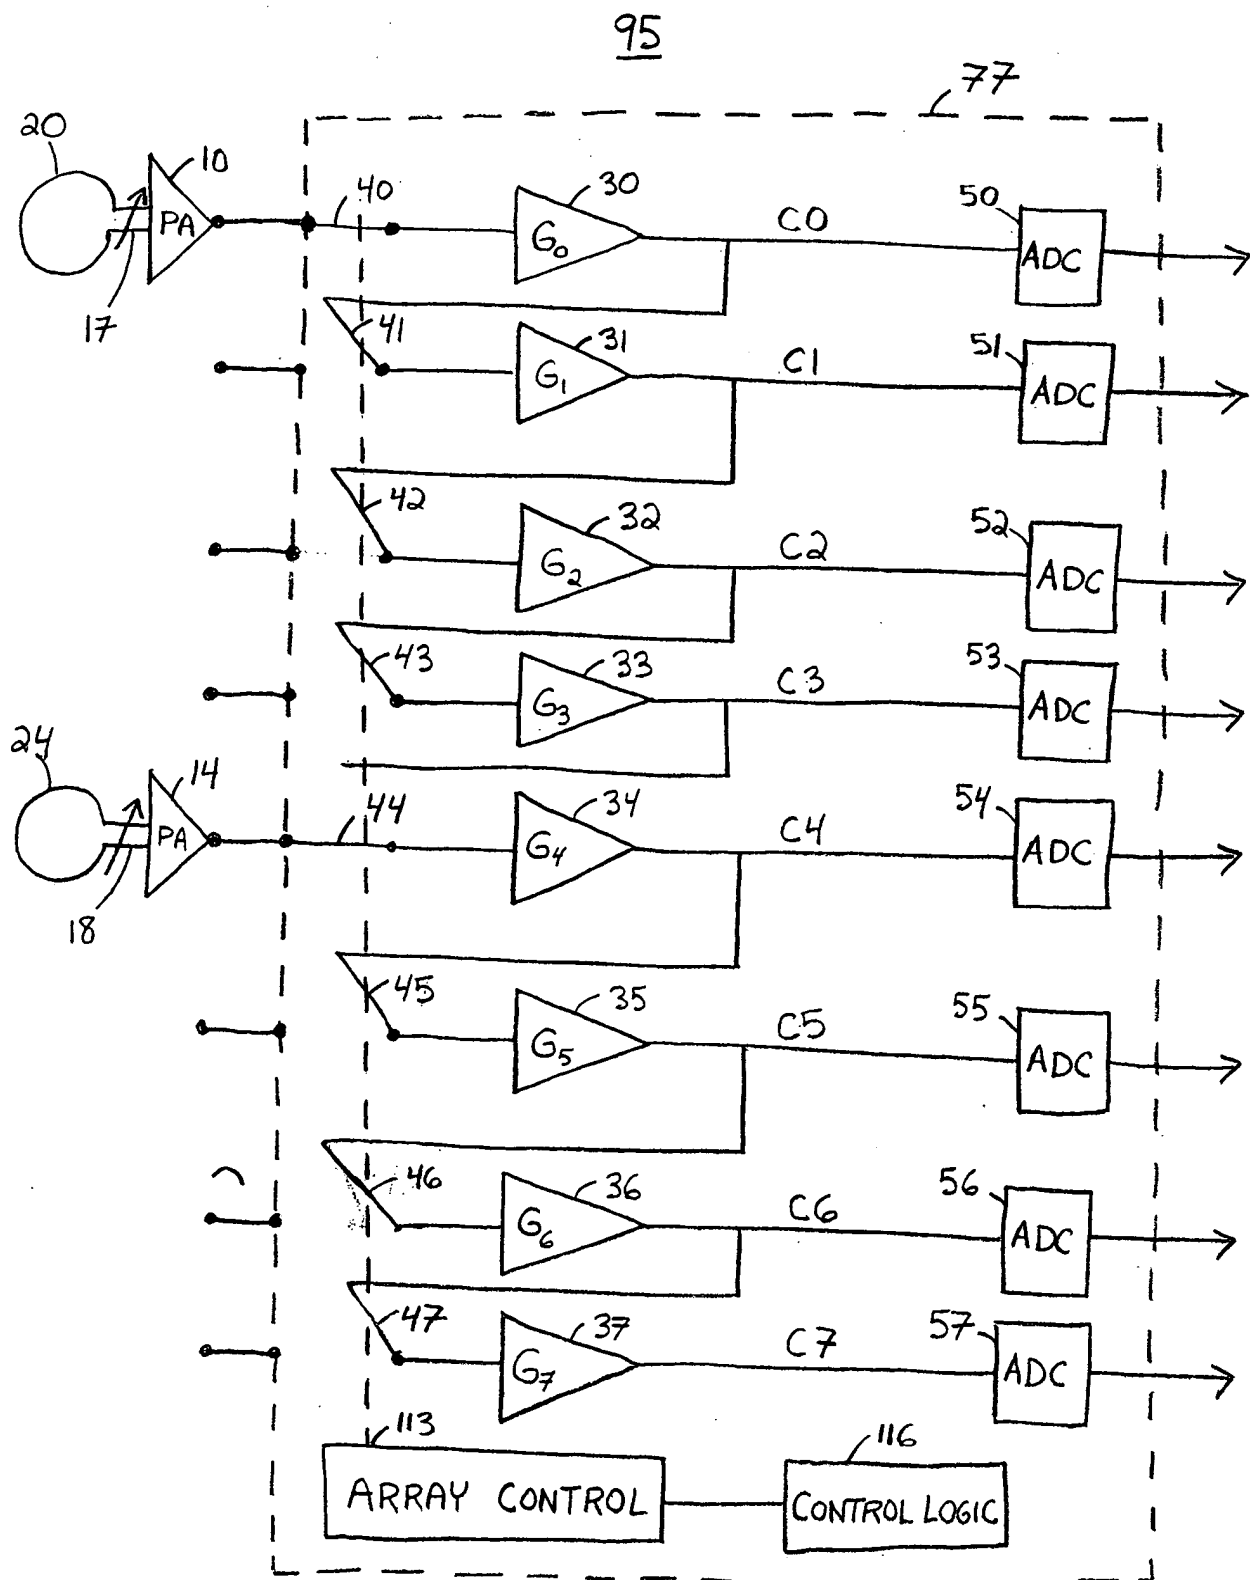 95
77
20
10
PA
17
40
30
G₀
C0
50
ADC
41
31
G₁
C1
51
ADC
42
32
G₂
C2
52
ADC
43
33
G₃
C3
53
ADC
24
14
PA
18
44
34
G₄
C4
54
ADC
45
35
G₅
C5
55
ADC
46
36
G₆
C6
56
ADC
47
37
G₇
C7
57
ADC
113
ARRAY CONTROL
116
CONTROL LOGIC